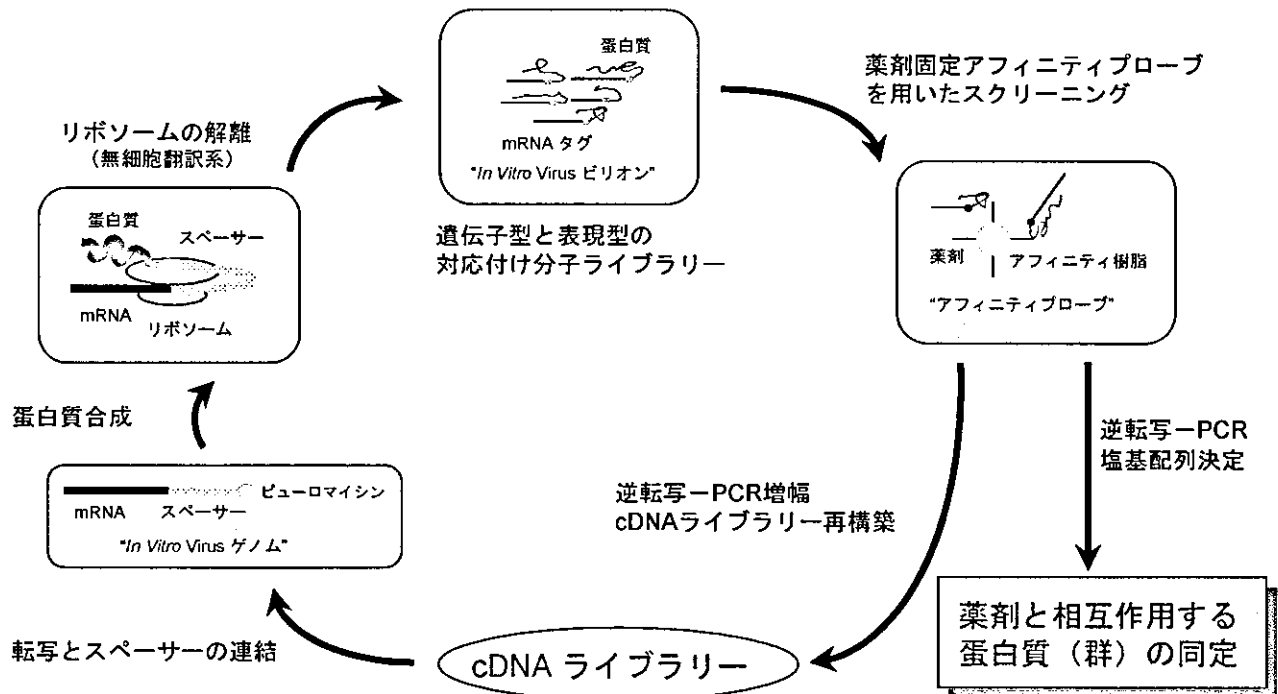 蛋白質
mRNA タグ
"In Vitro Virus ビリオン"
遺伝子型と表現型の
対応付け分子ライブラリー
薬剤固定アフィニティプローブ
を用いたスクリーニング
薬剤
アフィニティ樹脂
"アフィニティプローブ"
リボソームの解離
(無細胞翻訳系)
蛋白質
スペーサー
mRNA
リボソーム
蛋白質合成
ピューロマイシン
mRNA スペーサー
"In Vitro Virus ゲノム"
転写とスペーサーの連結
cDNA ライブラリー
逆転写ーPCR増幅
cDNAライブラリー再構築
逆転写ーPCR
塩基配列決定
薬剤と相互作用する
蛋白質（群）の同定